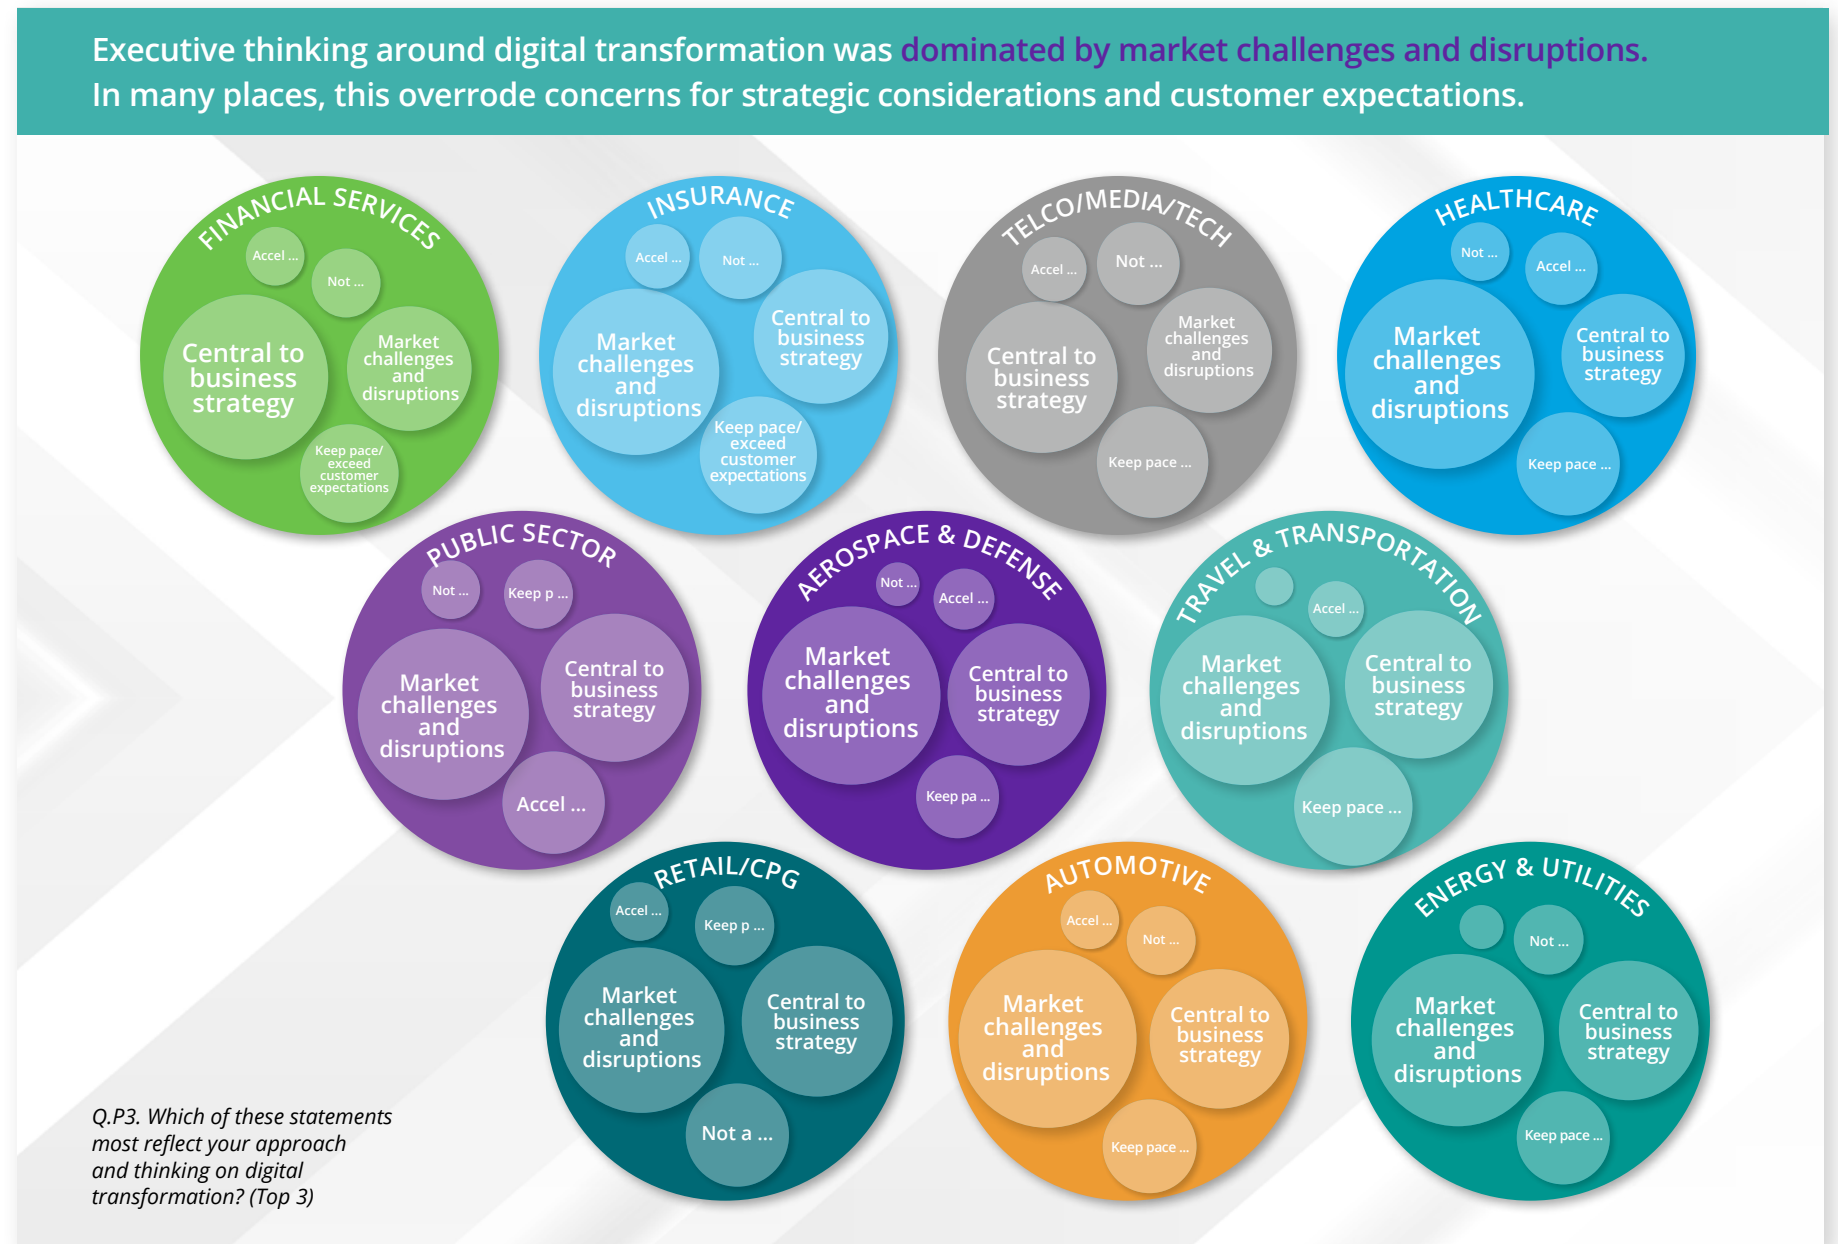 Executive thinking around digital transformation was dominated by market challenges and disruptions.
In many places, this overrode concerns for strategic considerations and customer expectations.
FINANCIAL SERVICES
Accel ...
Not ...
Central to
business
strategy
Market
challenges
and
disruptions
Keep pace/
exceed
customer
expectations
INSURANCE
Accel ...
Not ...
Market
challenges
and
disruptions
Central to
business
strategy
Keep pace/
exceed
customer
expectations
TELCO/MEDIA/TECH
Accel ...
Not ...
Central to
business
strategy
Market
challenges
and
disruptions
Keep pace ...
HEALTHCARE
Not ...
Accel ...
Market
challenges
and
disruptions
Central to
business
strategy
Keep pace ...
PUBLIC SECTOR
Not ...
Keep p ...
Market
challenges
and
disruptions
Central to
business
strategy
Accel ...
AEROSPACE & DEFENSE
Not ...
Accel ...
Market
challenges
and
disruptions
Central to
business
strategy
Keep pa ...
TRAVEL & TRANSPORTATION
Accel ...
Market
challenges
and
disruptions
Central to
business
strategy
Keep pace ...
RETAIL/CPG
Accel ...
Keep p ...
Market
challenges
and
disruptions
Central to
business
strategy
Not a ...
AUTOMOTIVE
Accel ...
Not ...
Market
challenges
and
disruptions
Central to
business
strategy
Keep pace ...
ENERGY & UTILITIES
Not ...
Market
challenges
and
disruptions
Central to
business
strategy
Keep pace ...
Q.P3. Which of these statements
most reflect your approach
and thinking on digital
transformation? (Top 3)